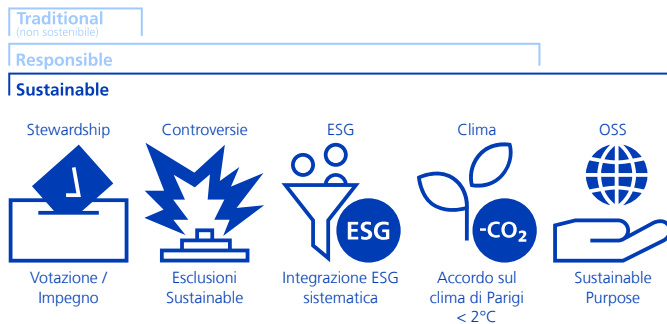 Traditional
(non sostenibile)
Responsible
Sustainable
Stewardship
Controversie
ESG
Clima
OSS
ESG
-CO₂
Votazione /
Impegno
Esclusioni
Sustainable
Integrazione ESG
sistematica
Accordo sul
clima di Parigi
< 2°C
Sustainable
Purpose